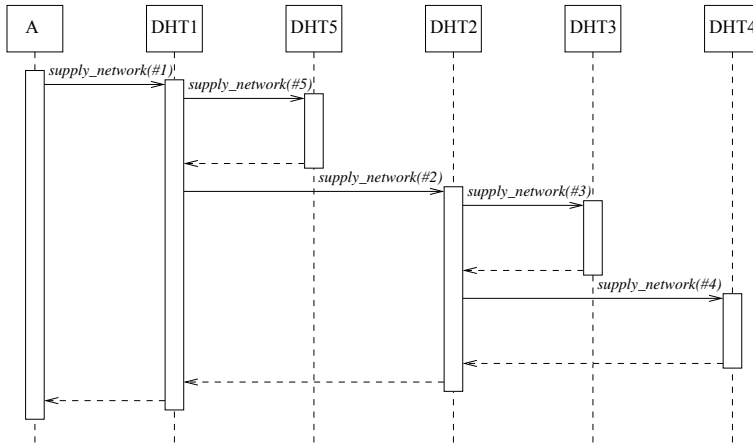 A DHT1 DHT5 DHT2 DHT3 DHT4
supply_network(#1)
supply_network(#5)
supply_network(#2)
supply_network(#3)
supply_network(#4)